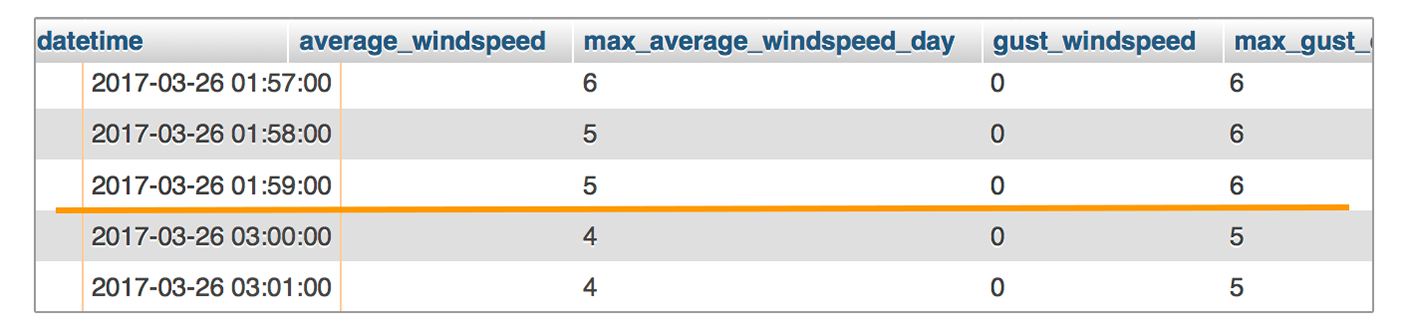 datetime average_windspeed max_average_windspeed_day gust_windspeed max_gust_
2017-03-26 01:57:00 6 0 6
2017-03-26 01:58:00 5 0 6
2017-03-26 01:59:00 5 0 6
2017-03-26 03:00:00 4 0 5
2017-03-26 03:01:00 4 0 5